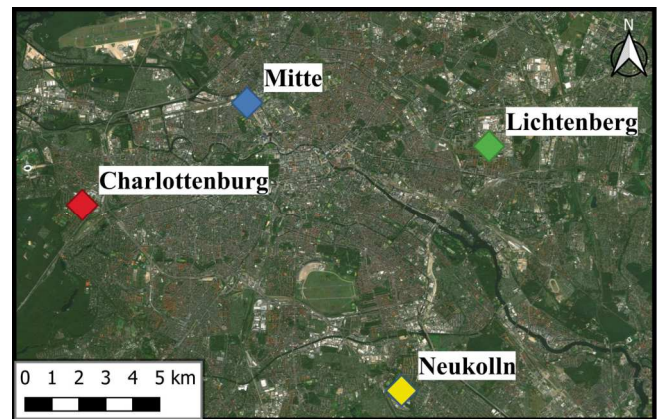 N
Mitte
Lichtenberg
Charlottenburg
Neukolln
0 1 2 3 4 5 km